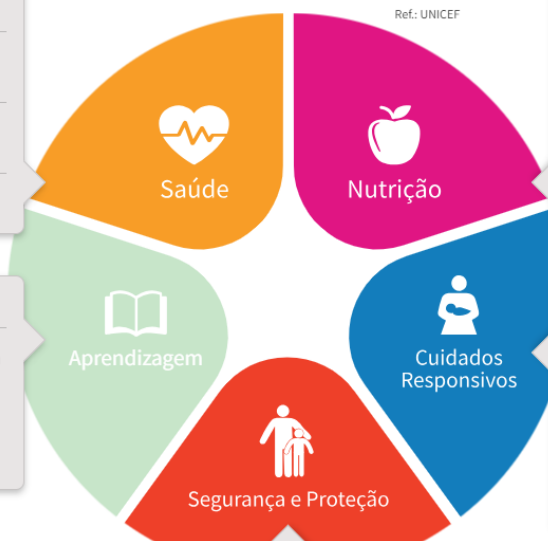 Ref.: UNICEF
Saúde
Nutrição
Aprendizagem
Cuidados
Responsivos
Segurança e Proteção